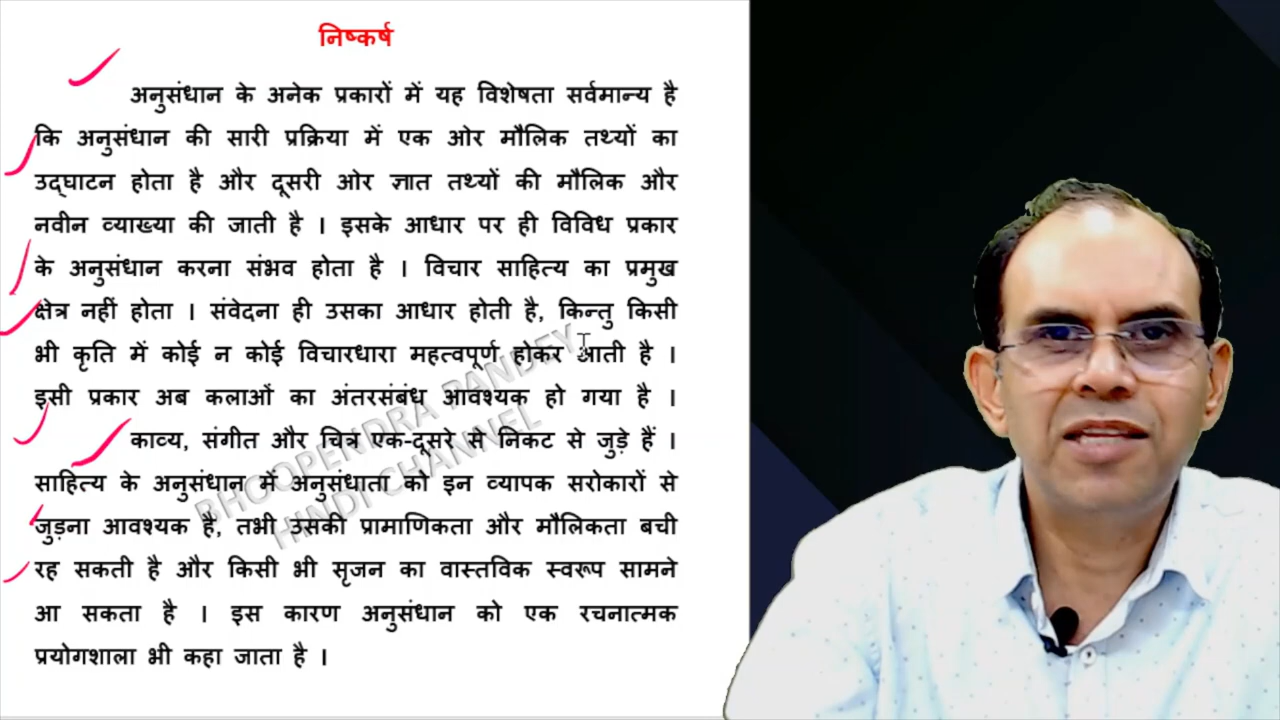 निष्कर्ष
अनुसंधान के अनेक प्रकारों में यह विशेषता सर्वमान्य है
कि अनुसंधान की सारी प्रक्रिया में एक ओर मौलिक तथ्यों का
उद्घाटन होता है और दूसरी ओर ज्ञात तथ्यों की मौलिक और
नवीन व्याख्या की जाती है । इसके आधार पर ही विविध प्रकार
के अनुसंधान करना संभव होता है । विचार साहित्य का प्रमुख
क्षेत्र नहीं होता । संवेदना ही उसका आधार होती है, किन्तु किसी
भी कृति में कोई न कोई विचारधारा महत्वपूर्ण होकर आती है ।
इसी प्रकार अब कलाओं का अंतरसंबंध आवश्यक हो गया है ।
काव्य, संगीत और चित्र एक-दूसरे से निकट से जुड़े हैं ।
साहित्य के अनुसंधान में अनुसंधाता को इन व्यापक सरोकारों से
जुड़ना आवश्यक है, तभी उसकी प्रामाणिकता और मौलिकता बची
रह सकती है और किसी भी सृजन का वास्तविक स्वरूप सामने
आ सकता है । इस कारण अनुसंधान को एक रचनात्मक
प्रयोगशाला भी कहा जाता है ।
BHOOPENDRA PANDEY
HINDI CHANNEL